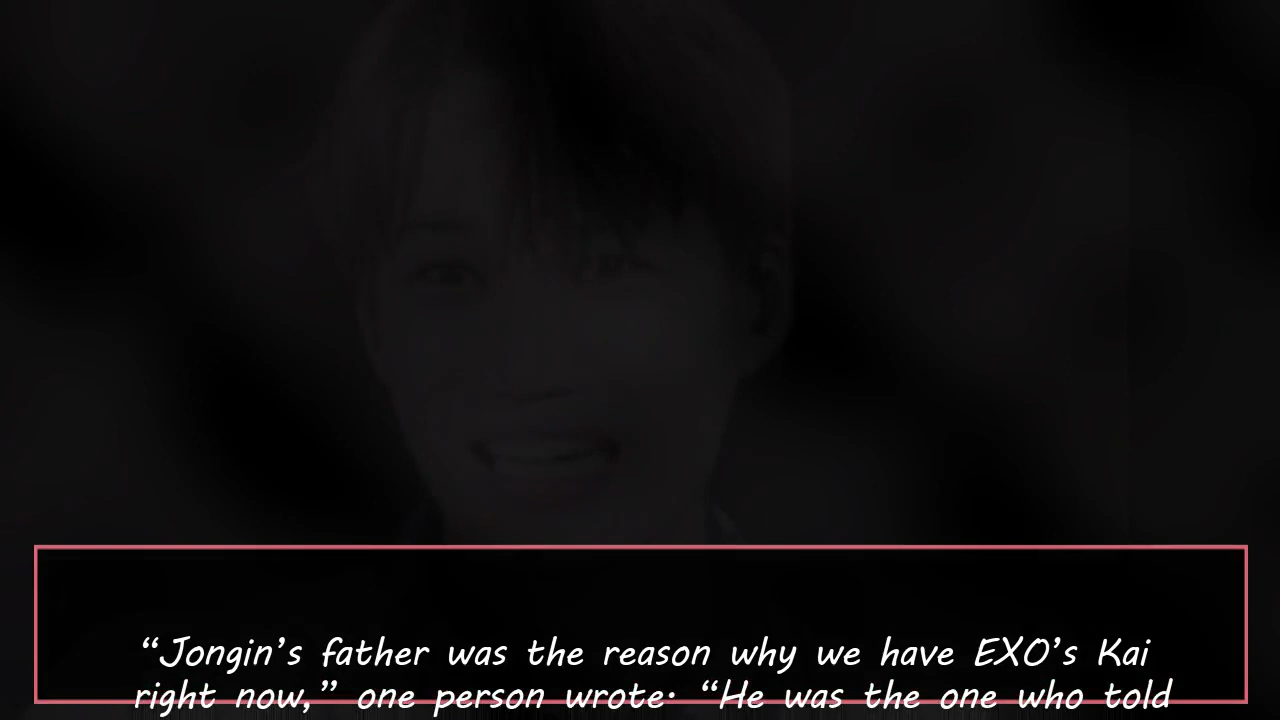 “Jongin’s father was the reason why we have EXO’s Kai
right now,” one person wrote. “He was the one who told